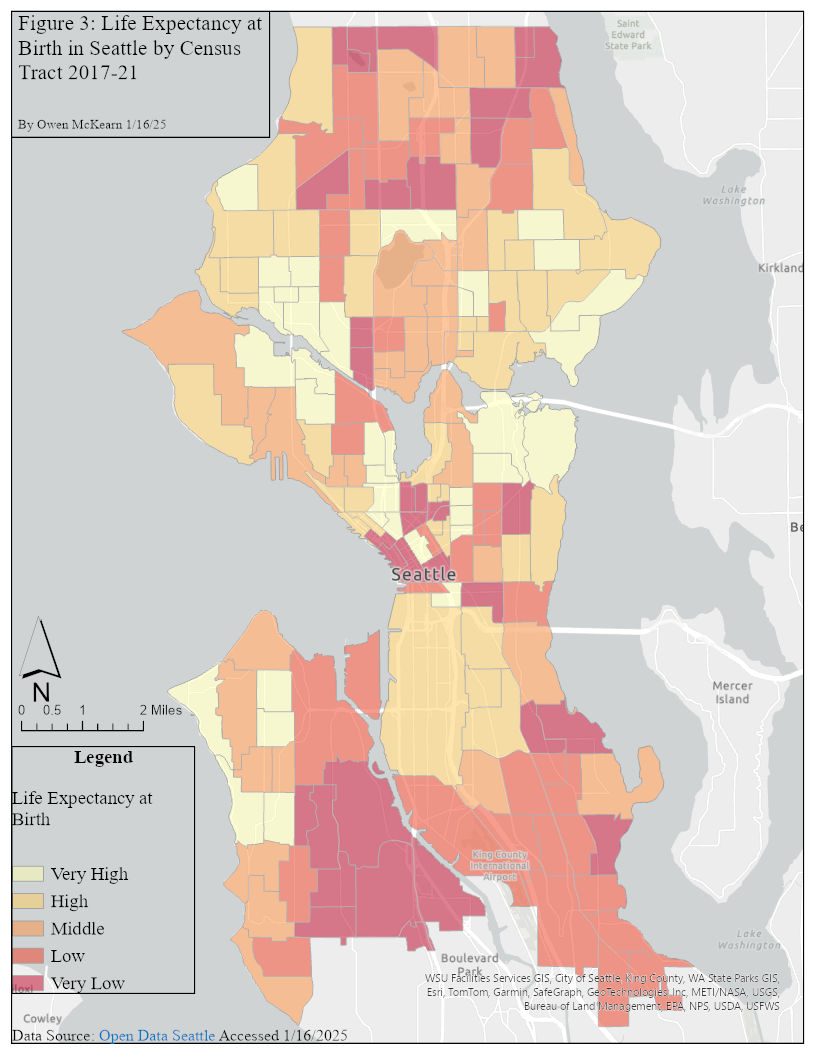 Figure 3: Life Expectancy at
Birth in Seattle by Census
Tract 2017-21
By Owen McKearn 1/16/25
Saint
Edward
State Park
Lake
Washington
Kirkland
Be
Seattle
Mercer
Island
N
0 0.5 1 2 Miles
Legend
Life Expectancy at
Birth
Very High
High
Middle
Low
Very Low
King County
International
Airport
Boulevard
Park
Lake
Washington
Cowley
WSU Facilities Services GIS, City of Seattle, King County, WA State Parks GIS,
Esri, TomTom, Garmin, SafeGraph, GeoTechnologies, Inc, METI/NASA, USGS,
Bureau of Land Management, EPA, NPS, USDA, USFWS
Data Source: Open Data Seattle Accessed 1/16/2025